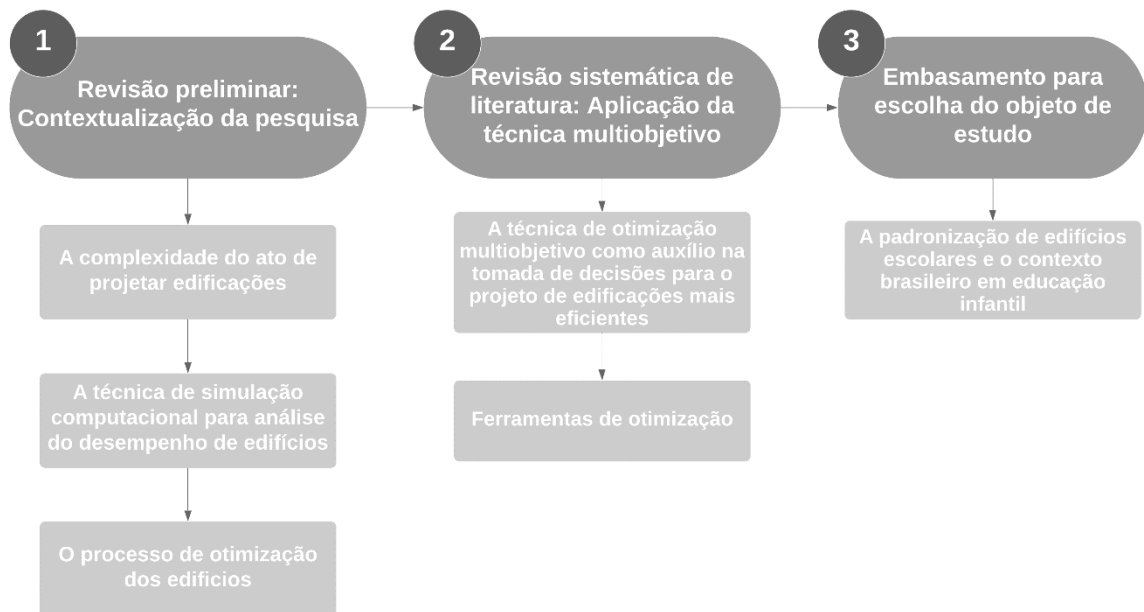 1
Revisão preliminar:
Contextualização da pesquisa
A complexidade do ato de
projetar edificações
A técnica de simulação
computacional para análise
do desempenho de edifícios
O processo de otimização
dos edificios
2
Revisão sistemática de
literatura: Aplicação da
técnica multiobjetivo
A técnica de otimização
multiobjetivo como auxílio na
tomada de decisões para o
projeto de edificações mais
eficientes
Ferramentas de otimização
3
Embasamento para
escolha do objeto de
estudo
A padronização de edifícios
escolares e o contexto
brasileiro em educação
infantil